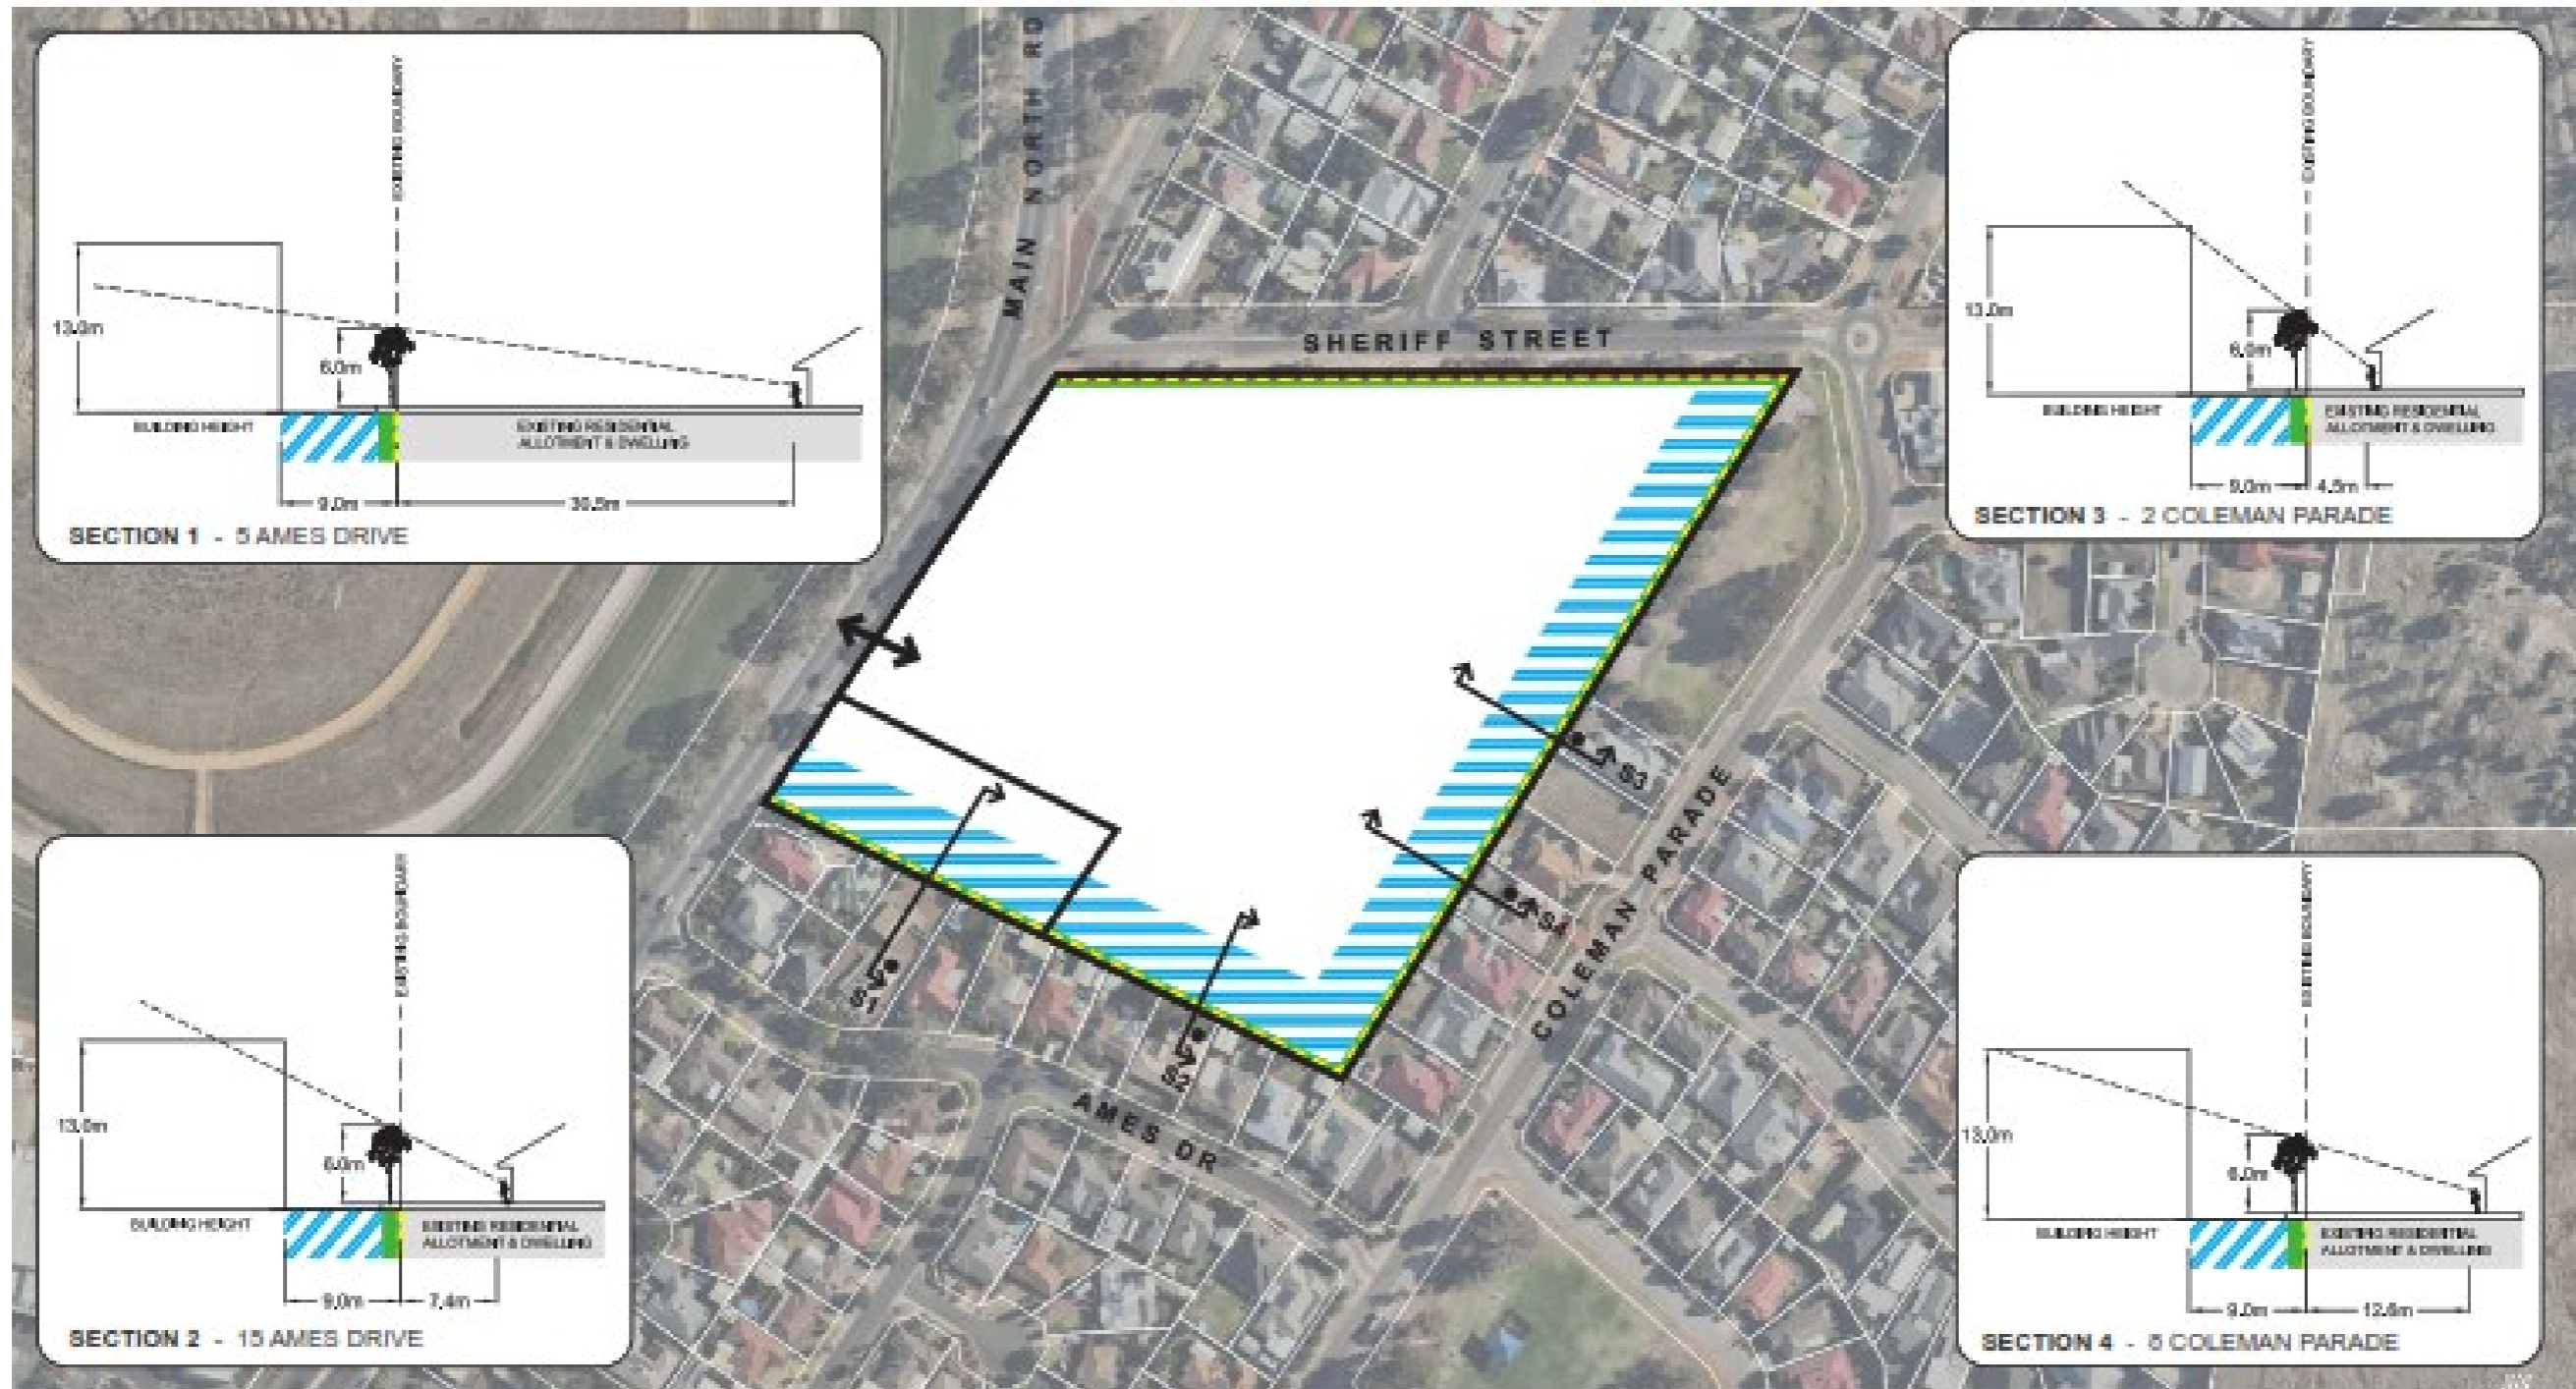 EXISTING BOUNDARY
13.0m
6.0m
BUILDING HEIGHT
EXISTING RESIDENTIAL
ALLOTMENT & DWELLING
9.0m
30.5m
SECTION 1 - 5 AMES DRIVE
MAIN NORTH RD
SHERIFF STREET
EXISTING BOUNDARY
13.0m
6.0m
BUILDING HEIGHT
EXISTING RESIDENTIAL
ALLOTMENT & DWELLING
9.0m
4.5m
SECTION 3 - 2 COLEMAN PARADE
S3
S4
S1
S2
COLEMAN PARADE
AMES DR
EXISTING BOUNDARY
13.0m
6.0m
BUILDING HEIGHT
EXISTING RESIDENTIAL
ALLOTMENT & DWELLING
9.0m
7.4m
SECTION 2 - 15 AMES DRIVE
EXISTING BOUNDARY
13.0m
6.0m
BUILDING HEIGHT
EXISTING RESIDENTIAL
ALLOTMENT & DWELLING
9.0m
12.6m
SECTION 4 - 8 COLEMAN PARADE